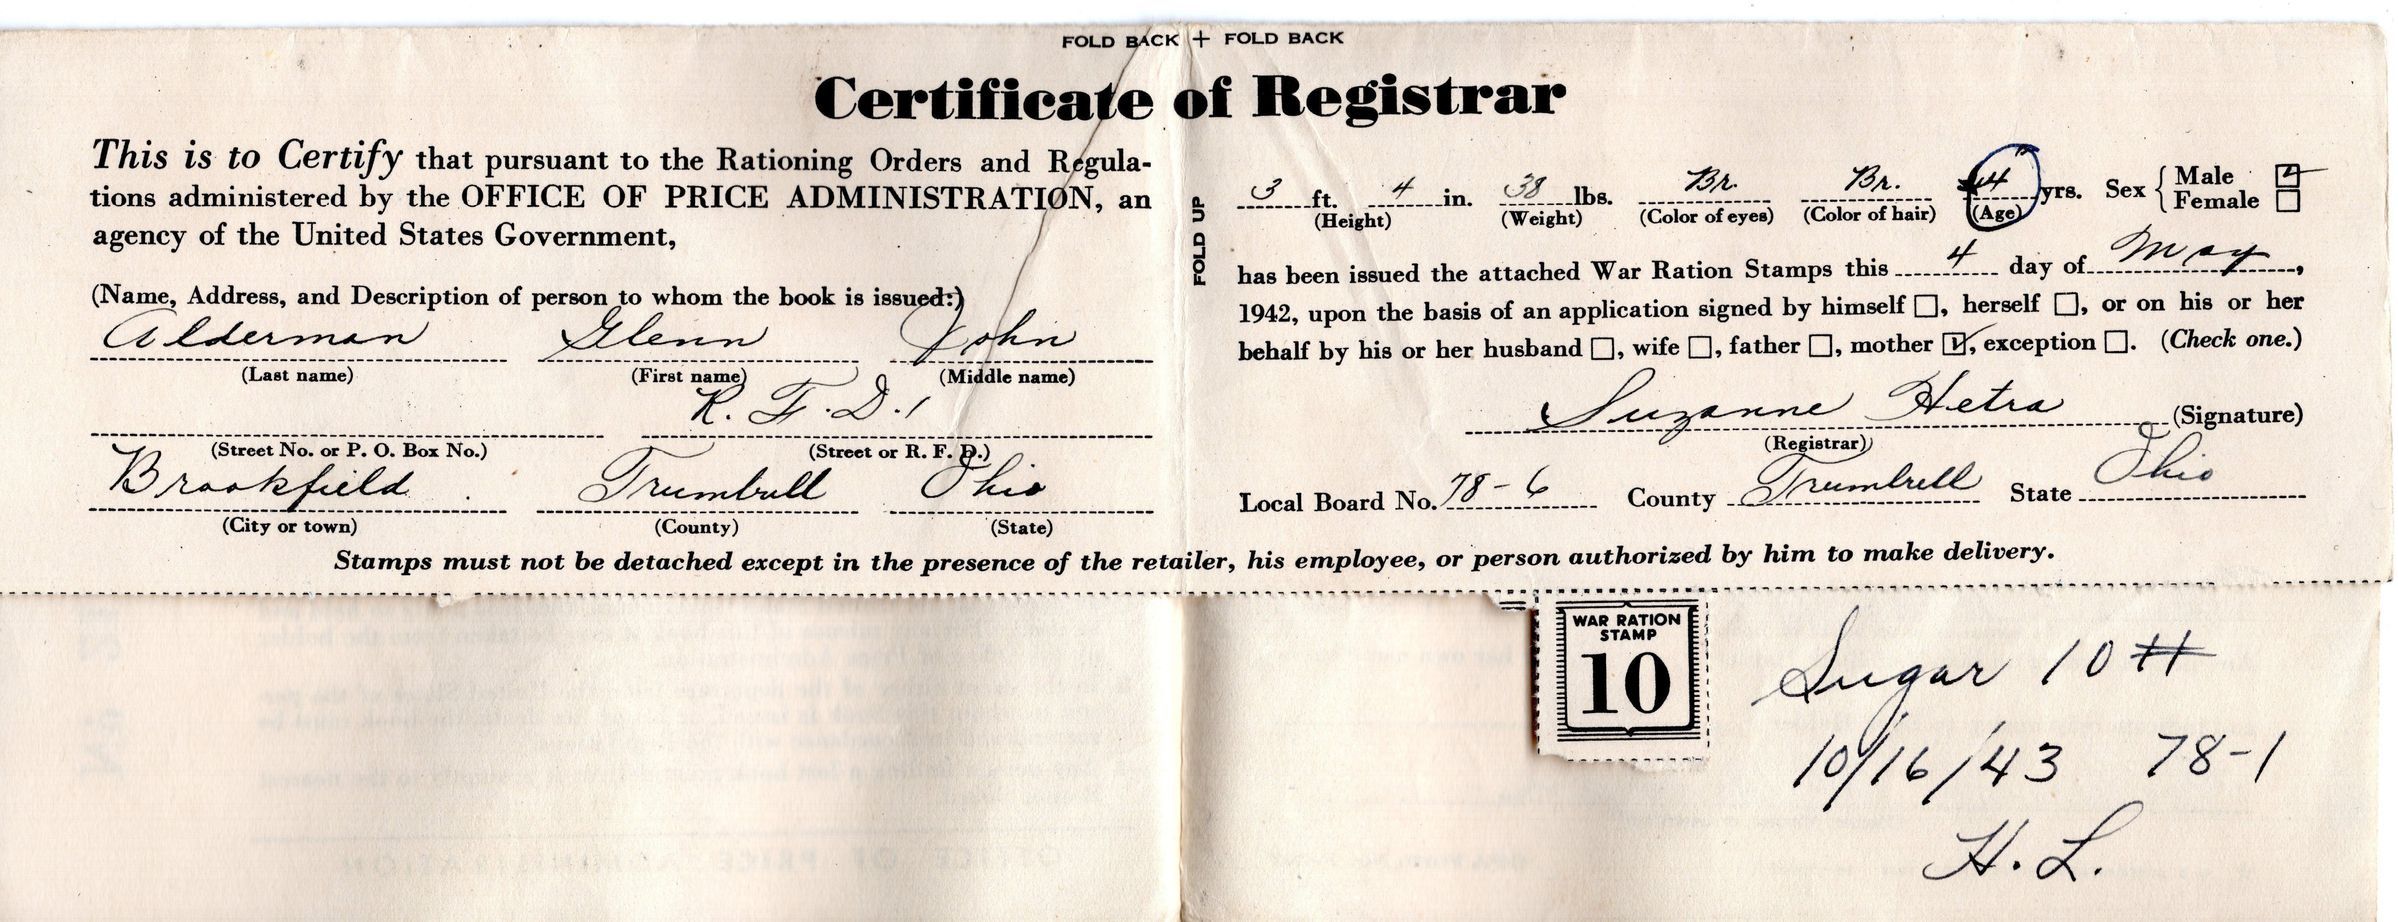 FOLD BACK + FOLD BACK
Certificate of Registrar
This is to Certify that pursuant to the Rationing Orders and Regula-
tions administered by the OFFICE OF PRICE ADMINISTRATION, an
agency of the United States Government,
(Name, Address, and Description of person to whom the book is issued:)
Alderman Glenn John
(Last name) (First name) (Middle name)
R. F. D. 1
(Street No. or P. O. Box No.) (Street or R. F. D.)
Brookfield Trumbull Ohio
(City or town) (County) (State)
FOLD UP
3 ft. 4 in. 38 lbs. Br. Br. 4 yrs. Sex { Male
Female
(Height) (Weight) (Color of eyes) (Color of hair) (Age)
has been issued the attached War Ration Stamps this 4 day of May,
1942, upon the basis of an application signed by himself ☐, herself ☐, or on his or her
behalf by his or her husband ☐, wife ☐, father ☐, mother ☑, exception ☐. (Check one.)
Suzanne Hetra (Signature)
(Registrar)
Local Board No. 78-6 County Trumbull State Ohio
Stamps must not be detached except in the presence of the retailer, his employee, or person authorized by him to make delivery.
WAR RATION
STAMP
10
Sugar 10 #
10/16/43 78-1
H. L.